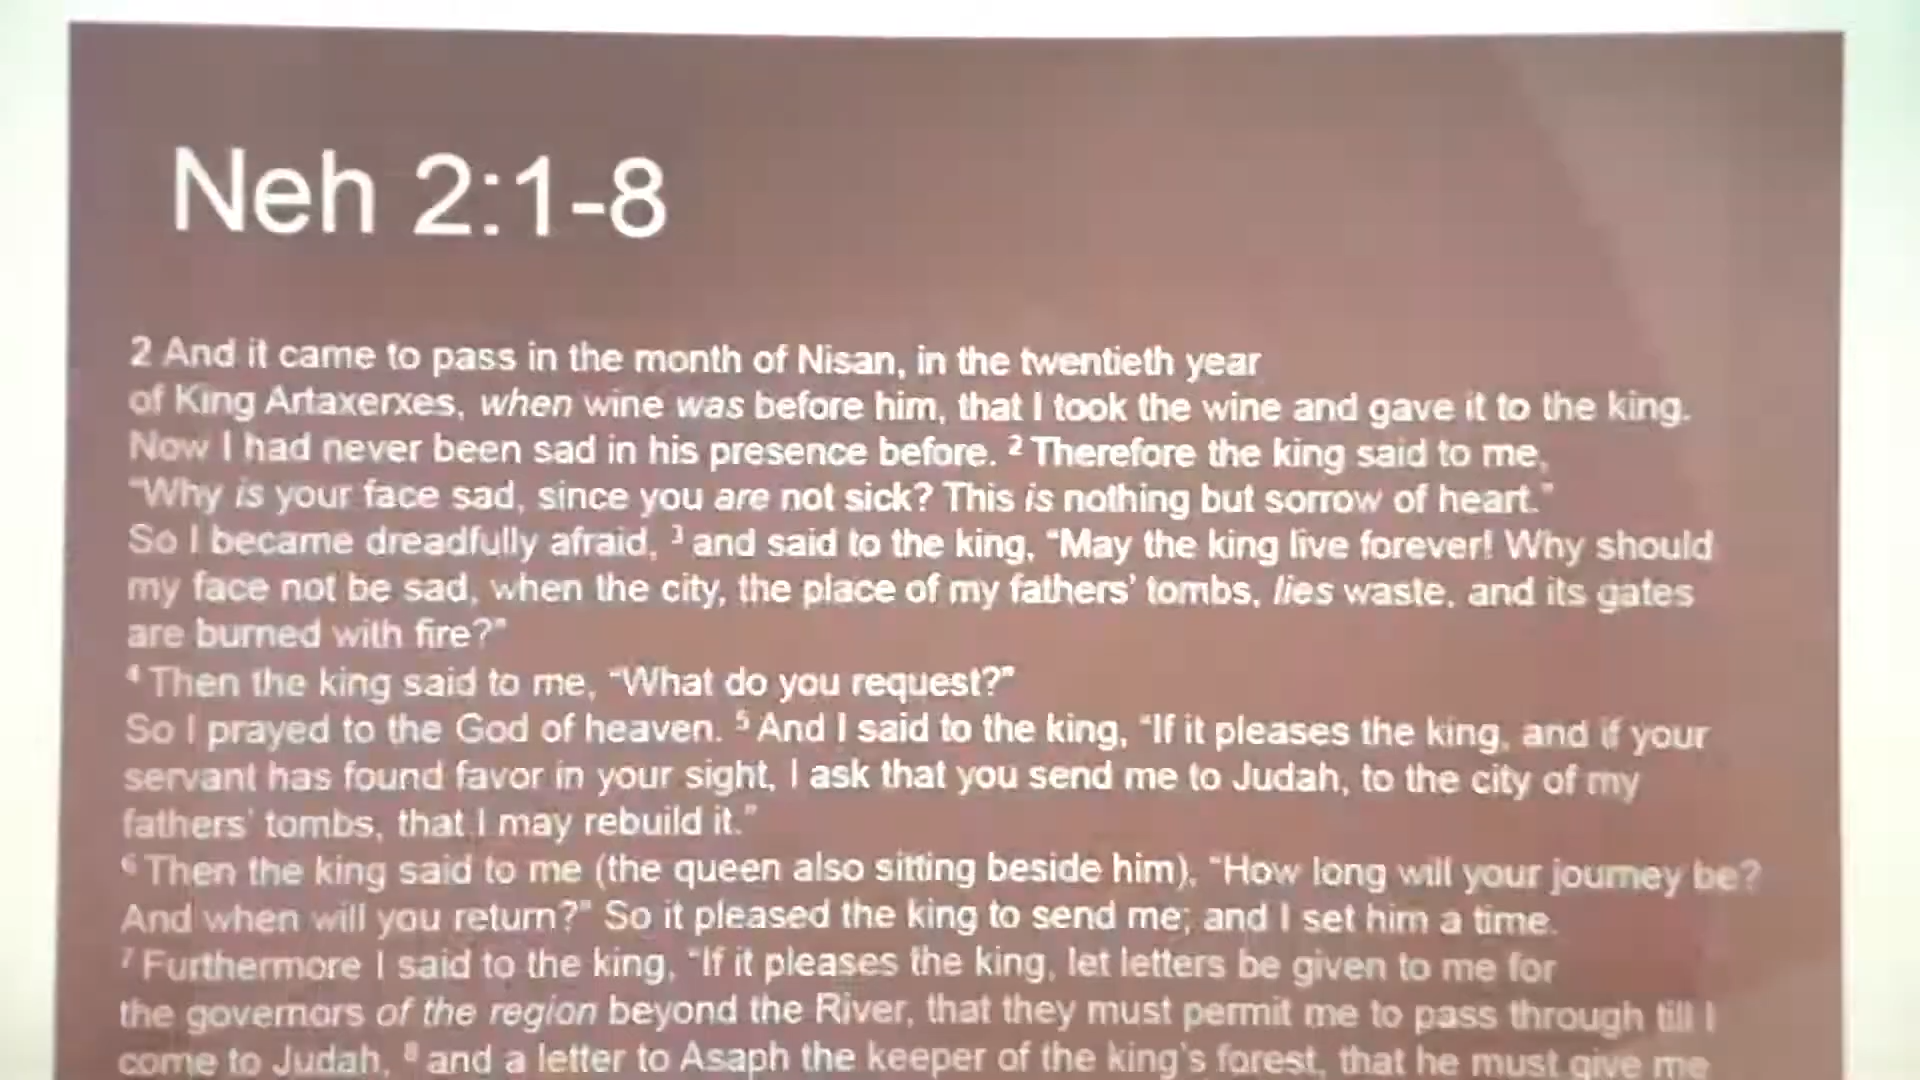 Neh 2:1-8
2 And it came to pass in the month of Nisan, in the twentieth year
of King Artaxerxes, when wine was before him, that I took the wine and gave it to the king.
Now I had never been sad in his presence before. 2 Therefore the king said to me,
“Why is your face sad, since you are not sick? This is nothing but sorrow of heart.”
So I became dreadfully afraid, 3 and said to the king, “May the king live forever! Why should
my face not be sad, when the city, the place of my fathers’ tombs, lies waste, and its gates
are burned with fire?”
4 Then the king said to me, “What do you request?”
So I prayed to the God of heaven. 5 And I said to the king, “If it pleases the king, and if your
servant has found favor in your sight, I ask that you send me to Judah, to the city of my
fathers’ tombs, that I may rebuild it.”
6 Then the king said to me (the queen also sitting beside him), “How long will your journey be?
And when will you return?” So it pleased the king to send me; and I set him a time.
7 Furthermore I said to the king, “If it pleases the king, let letters be given to me for
the governors of the region beyond the River, that they must permit me to pass through till I
come to Judah, 8 and a letter to Asaph the keeper of the king’s forest, that he must give me